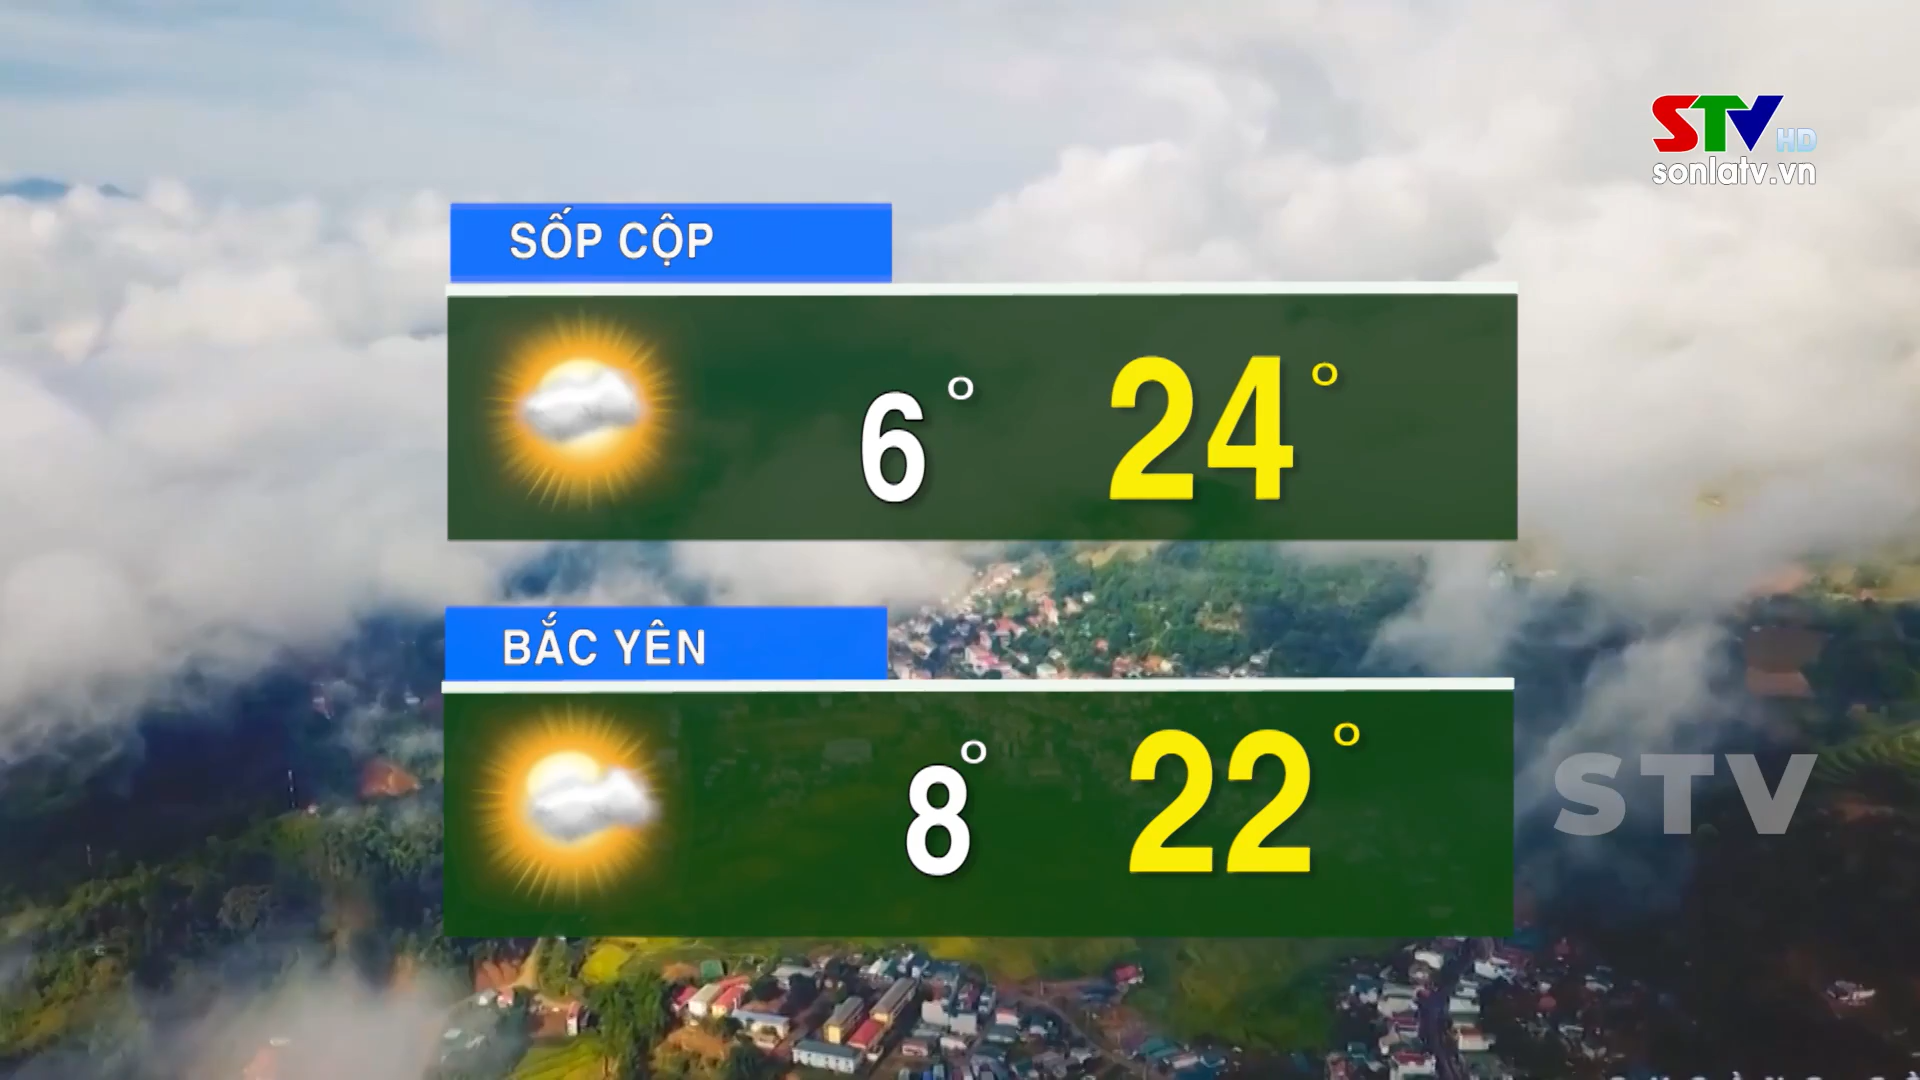 STV HD
sonlatv.vn
SỐP CỘP
6° 24°
BẮC YÊN
8° 22°
STV